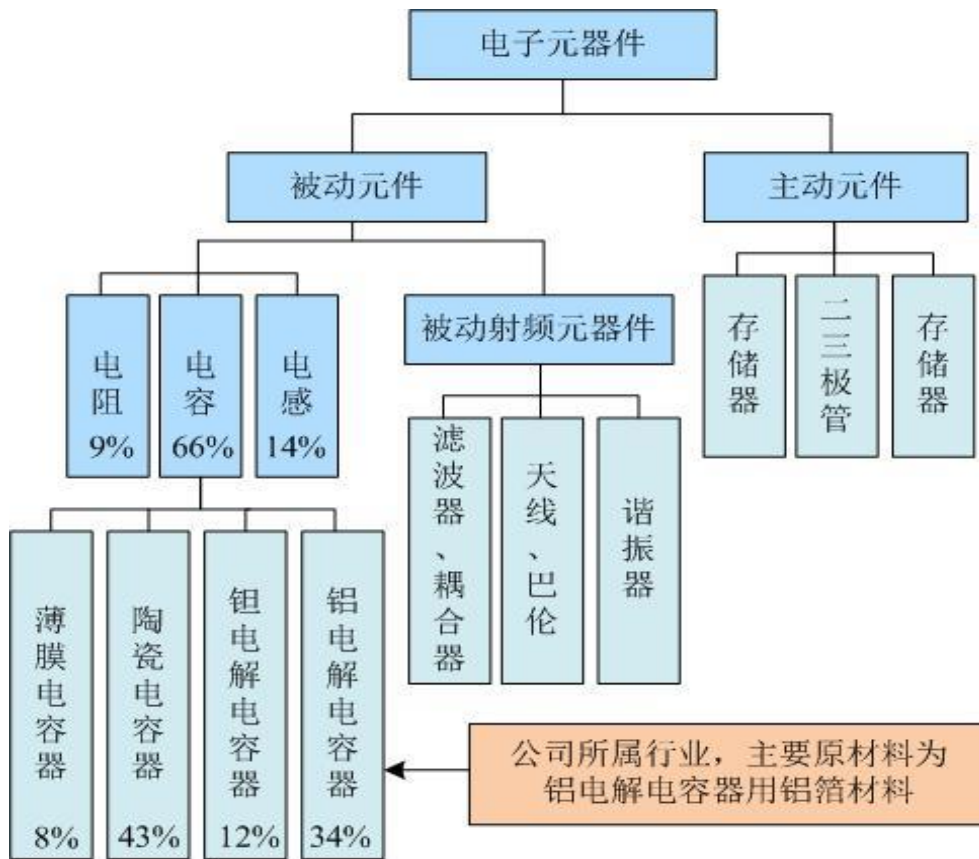 电子元器件
被动元件
主动元件
电阻
9%
电容
66%
电感
14%
被动射频元器件
存储器
二三极管
存储器
滤波器、耦合器
天线、巴伦
谐振器
薄膜电容器
8%
陶瓷电容器
43%
钽电解电容器
12%
铝电解电容器
34%
公司所属行业，主要原材料为
铝电解电容器用铝箔材料